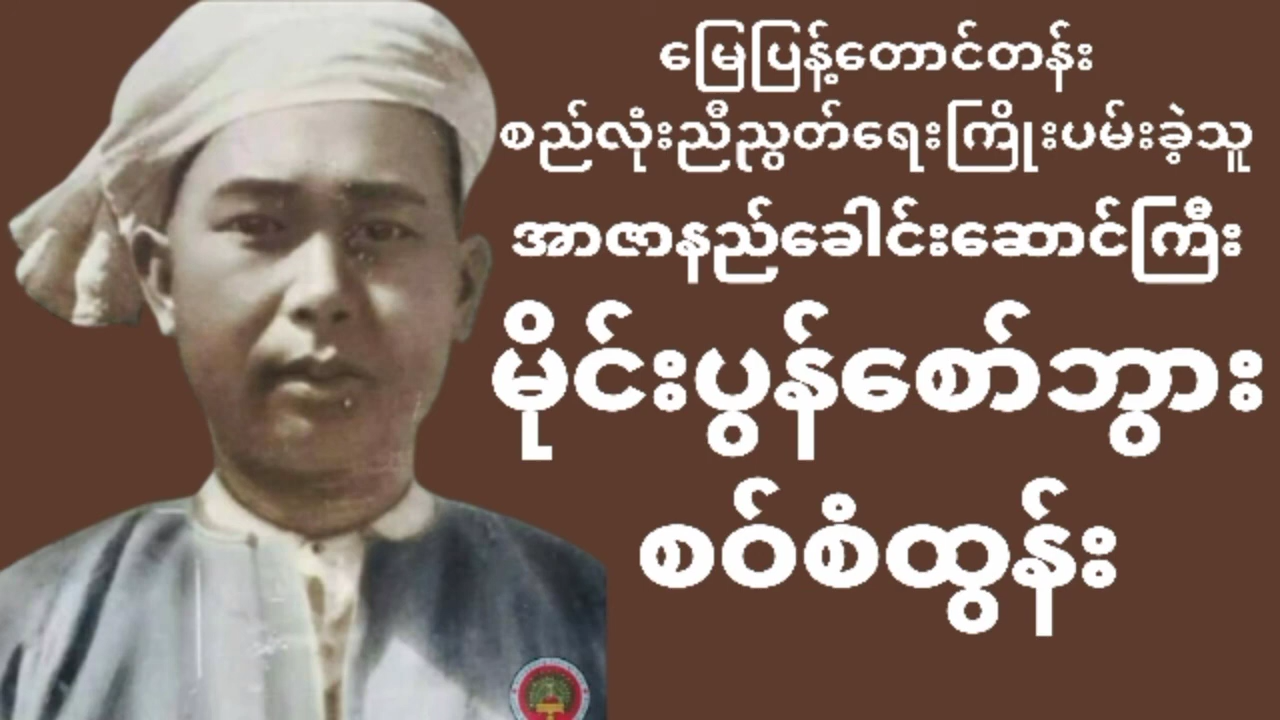 မြေပြန့်တောင်တန်း
စည်းလုံးညီညွတ်ရေးကြိုးပမ်းခဲ့သူ
အာဇာနည်ခေါင်းဆောင်ကြီး
မိုင်းပွန်စော်ဘွား
စဝ်စံထွန်း